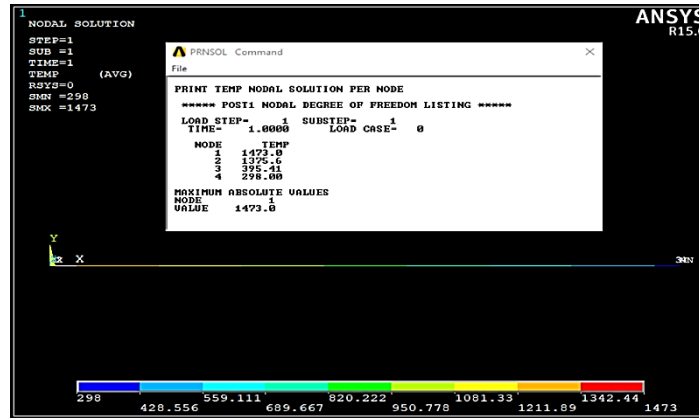 1
NODAL SOLUTION
STEP=1
SUB =1
TIME=1
TEMP (AVG)
RSYS=0
SMN =298
SMX =1473
ANSYS
R15.0
PRNSOL Command
File
PRINT TEMP NODAL SOLUTION PER NODE
***** POST1 NODAL DEGREE OF FREEDOM LISTING *****
LOAD STEP= 1 SUBSTEP= 1
TIME= 1.0000 LOAD CASE= 0
NODE TEMP
1 1473.0
2 1375.6
3 395.41
4 298.00
MAXIMUM ABSOLUTE VALUES
NODE 1
VALUE 1473.0
Y
X
298 559.111 820.222 1081.33 1342.44
428.556 689.667 950.778 1211.89 1473